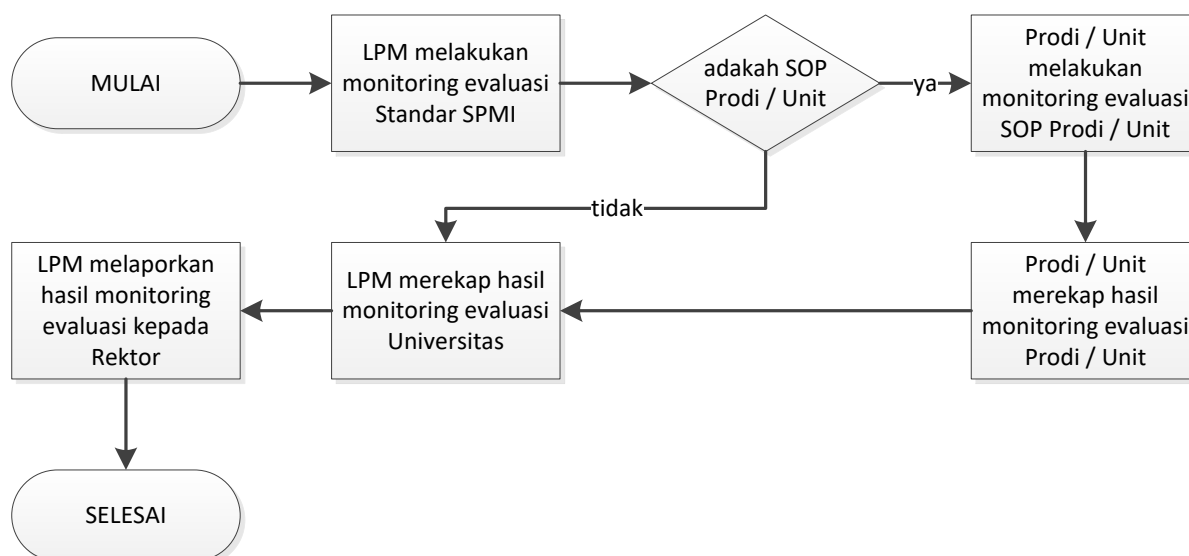 MULAI
LPM melakukan
monitoring evaluasi
Standar SPMI
adakah SOP
Prodi / Unit
ya
Prodi / Unit
melakukan
monitoring evaluasi
SOP Prodi / Unit
tidak
Prodi / Unit
merekap hasil
monitoring evaluasi
Prodi / Unit
LPM merekap hasil
monitoring evaluasi
Universitas
LPM melaporkan
hasil monitoring
evaluasi kepada
Rektor
SELESAI